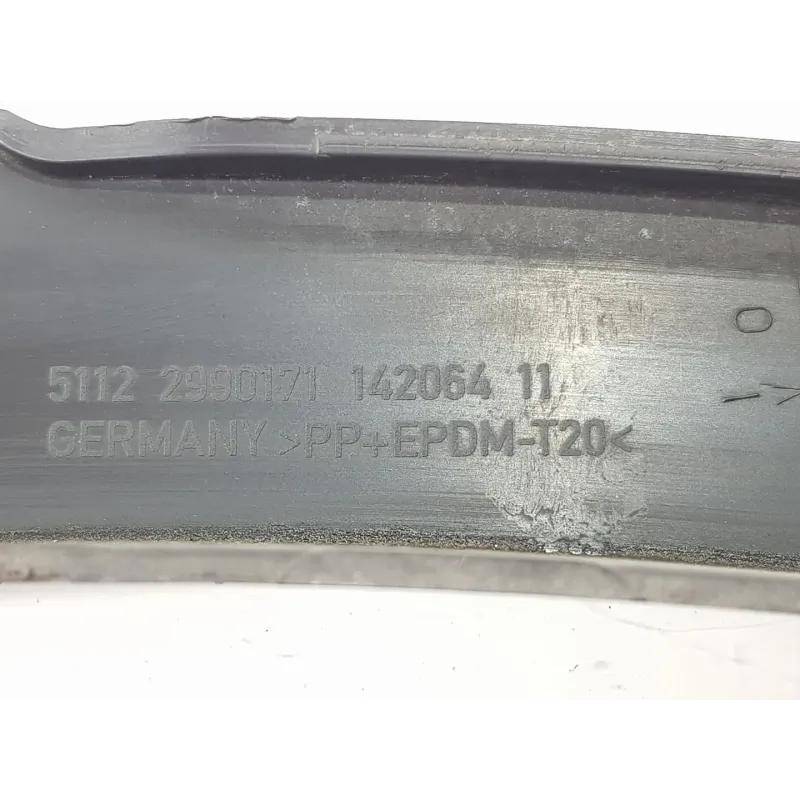 5112 2990171 142064 11
GERMANY >PP+EPDM-T20<
O